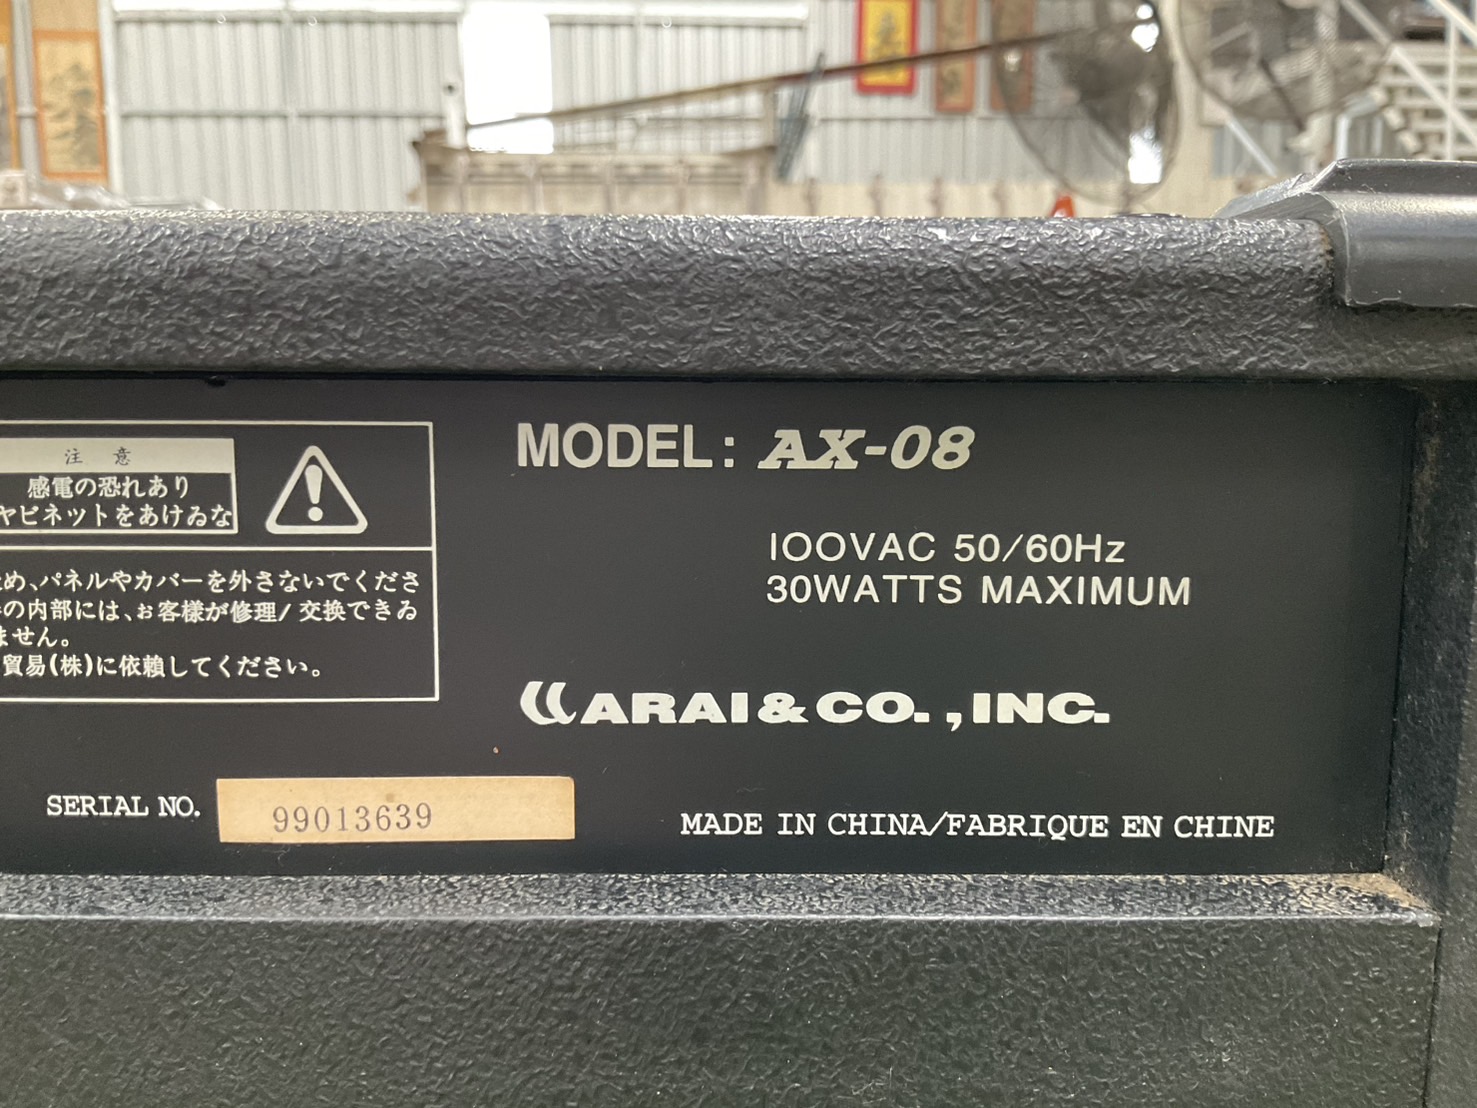 注 意
感電の恐れあり
ャビネットをあけるな
め、パネルやカバーを外さないでくださ
の内部には、お客様が修理/交換できる
ません。
貿易(株)に依頼してください。
MODEL: AX-08
100VAC 50/60Hz
30WATTS MAXIMUM
ARAI & CO., INC.
SERIAL NO. 99013639
MADE IN CHINA/FABRIQUE EN CHINE